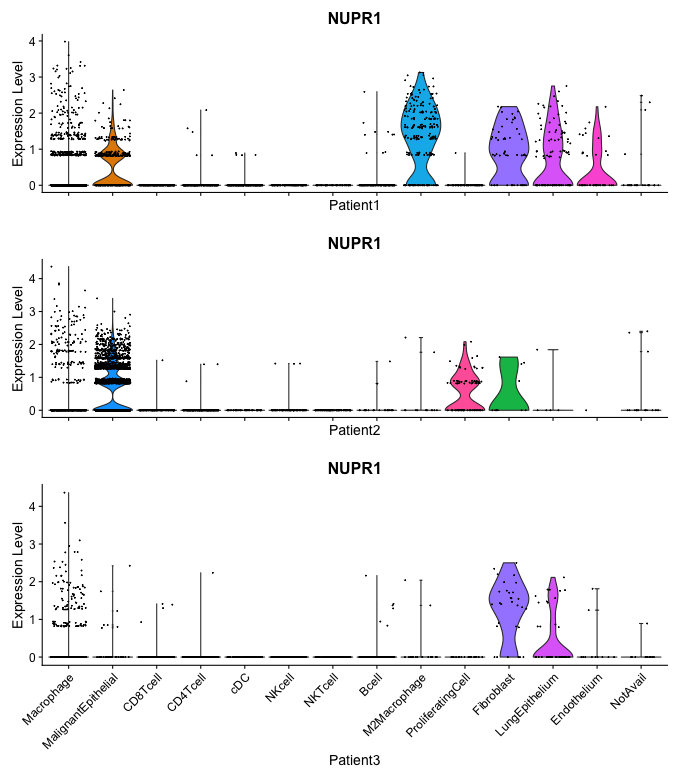 NUPR1
Expression Level
4
3
2
1
0
Patient1
NUPR1
Expression Level
4
3
2
1
0
Patient2
NUPR1
Expression Level
4
3
2
1
0
Macrophage
MalignantEpithelial
CD8Tcell
CD4Tcell
cDC
NKcell
NKTcell
Bcell
M2Macrophage
ProliferatingCell
Fibroblast
LungEpithelium
Endothelium
NotAvail
Patient3